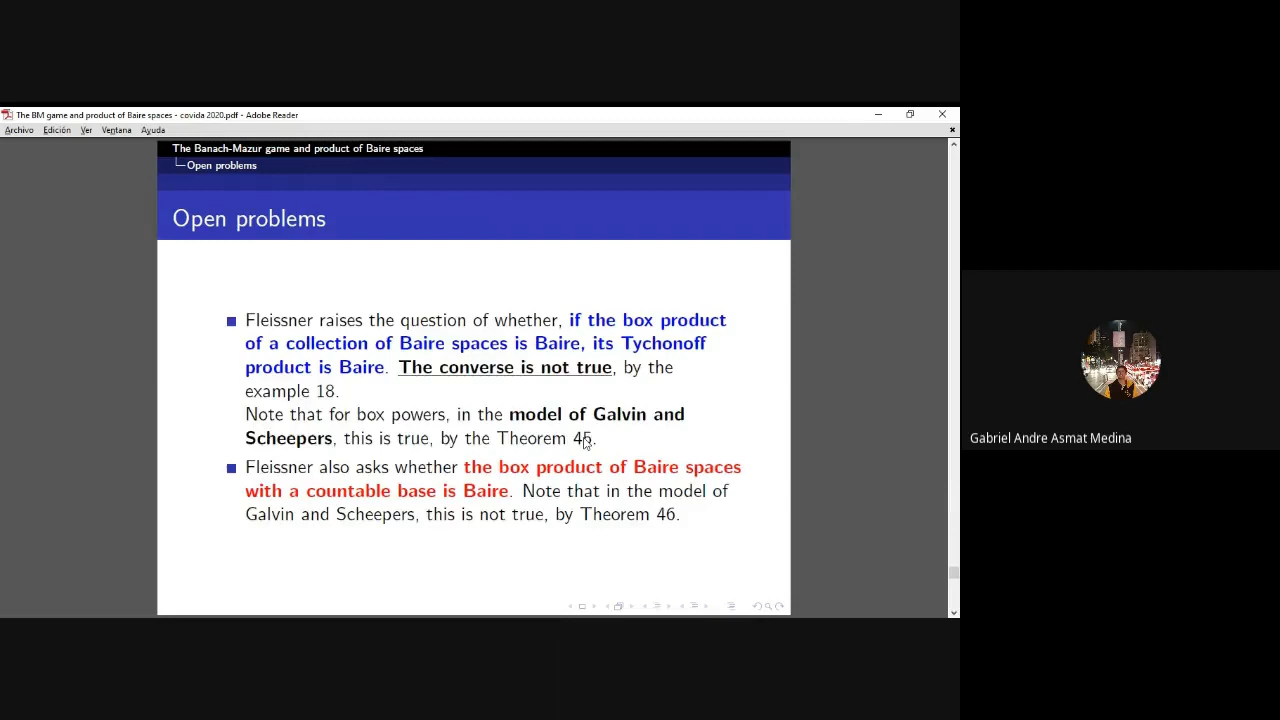 The BM game and product of Baire spaces - covida 2020.pdf - Adobe Reader
Archivo Edición Ver Ventana Ayuda
The Banach-Mazur game and product of Baire spaces
Open problems
Open problems
Fleissner raises the question of whether, if the box product
of a collection of Baire spaces is Baire, its Tychonoff
product is Baire. The converse is not true, by the
example 18.
Note that for box powers, in the model of Galvin and
Scheepers, this is true, by the Theorem 45.
Fleissner also asks whether the box product of Baire spaces
with a countable base is Baire. Note that in the model of
Galvin and Scheepers, this is not true, by Theorem 46.
Gabriel Andre Asmat Medina